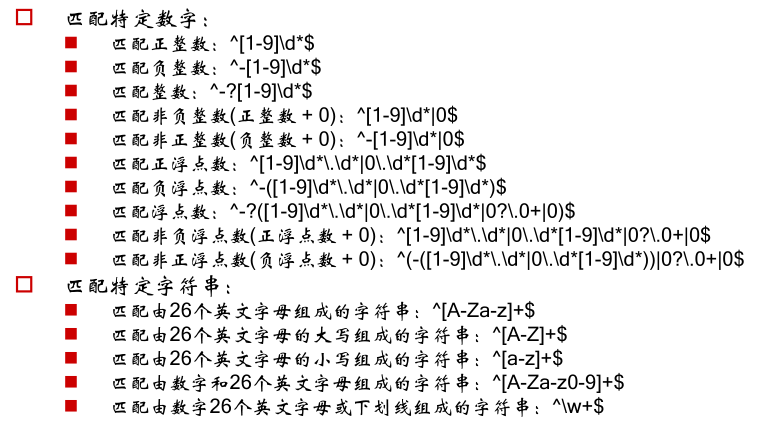 匹配特定数字：
匹配正整数：^[1-9]\d*$
匹配负整数：^-[1-9]\d*$
匹配整数：^-?[1-9]\d*$
匹配非负整数(正整数 + 0)：^[1-9]\d*|0$
匹配非正整数(负整数 + 0)：^-[1-9]\d*|0$
匹配正浮点数：^[1-9]\d*\.\d*|0\.\d*[1-9]\d*$
匹配负浮点数：^-([1-9]\d*\.\d*|0\.\d*[1-9]\d*)$
匹配浮点数：^-?([1-9]\d*\.\d*|0\.\d*[1-9]\d*|0?\.0+|0)$
匹配非负浮点数(正浮点数 + 0)：^[1-9]\d*\.\d*|0\.\d*[1-9]\d*|0?\.0+|0$
匹配非正浮点数(负浮点数 + 0)：^(-([1-9]\d*\.\d*|0\.\d*[1-9]\d*))|0?\.0+|0$
匹配特定字符串：
匹配由26个英文字母组成的字符串：^[A-Za-z]+$
匹配由26个英文字母的大写组成的字符串：^[A-Z]+$
匹配由26个英文字母的小写组成的字符串：^[a-z]+$
匹配由数字和26个英文字母组成的字符串：^[A-Za-z0-9]+$
匹配由数字26个英文字母或下划线组成的字符串：^\w+$